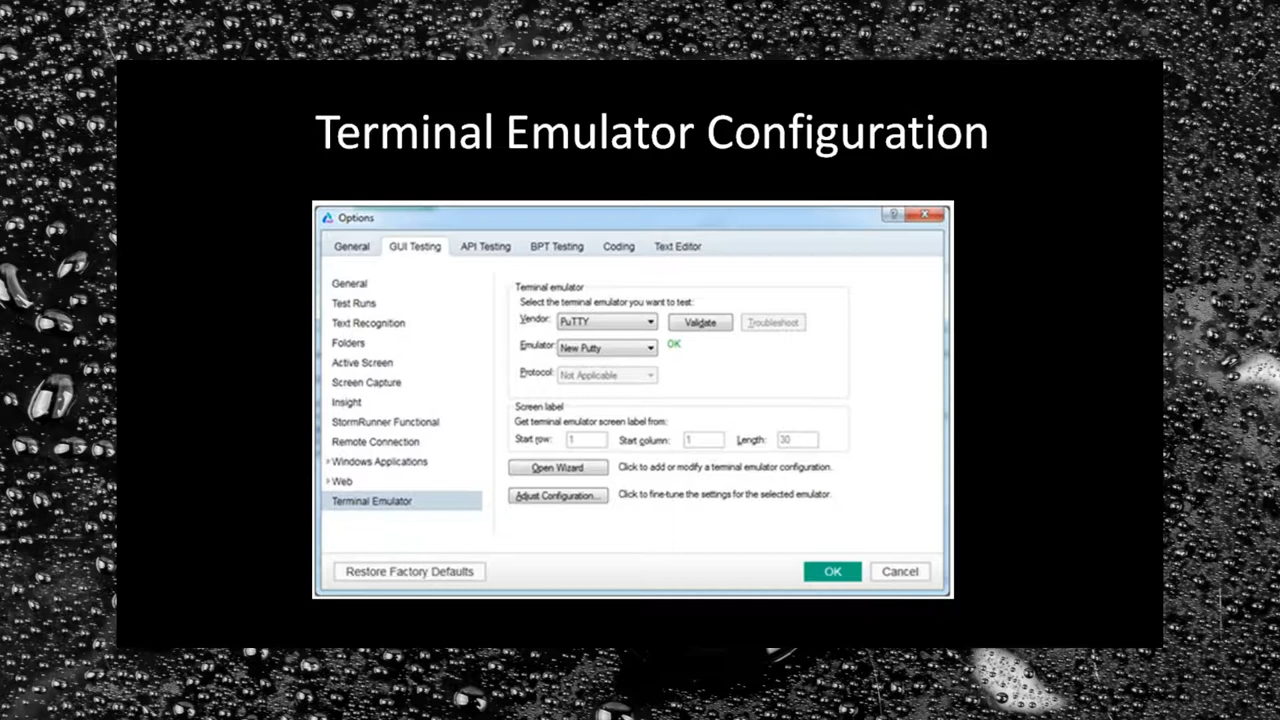 Terminal Emulator Configuration
Options
General GUI Testing API Testing BPT Testing Coding Text Editor
General
Test Runs
Text Recognition
Folders
Active Screen
Screen Capture
Insight
StormRunner Functional
Remote Connection
Windows Applications
Web
Terminal Emulator
Terminal emulator
Select the terminal emulator you want to test:
Vendor: PuTTY Validate Troubleshoot
Emulator: New Putty OK
Protocol: Not Applicable
Screen label
Get terminal emulator screen label from:
Start row: 1 Start column: 1 Length: 30
Open Wizard Click to add or modify a terminal emulator configuration.
Adjust Configuration... Click to fine-tune the settings for the selected emulator.
Restore Factory Defaults OK Cancel